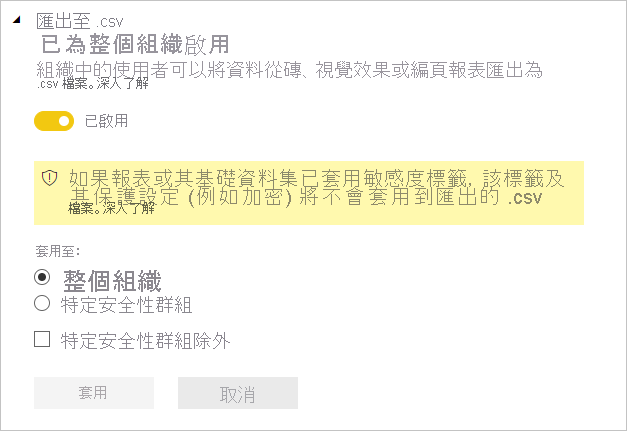 匯出至 .csv
已為整個組織啟用
組織中的使用者可以將資料從磚、視覺效果或編頁報表匯出為
.csv 檔案。深入了解
已啟用
如果報表或其基礎資料集已套用敏感度標籤, 該標籤及
其保護設定 (例如加密) 將不會套用到匯出的 .csv
檔案。深入了解
套用至:
整個組織
特定安全性群組
特定安全性群組除外
套用
取消